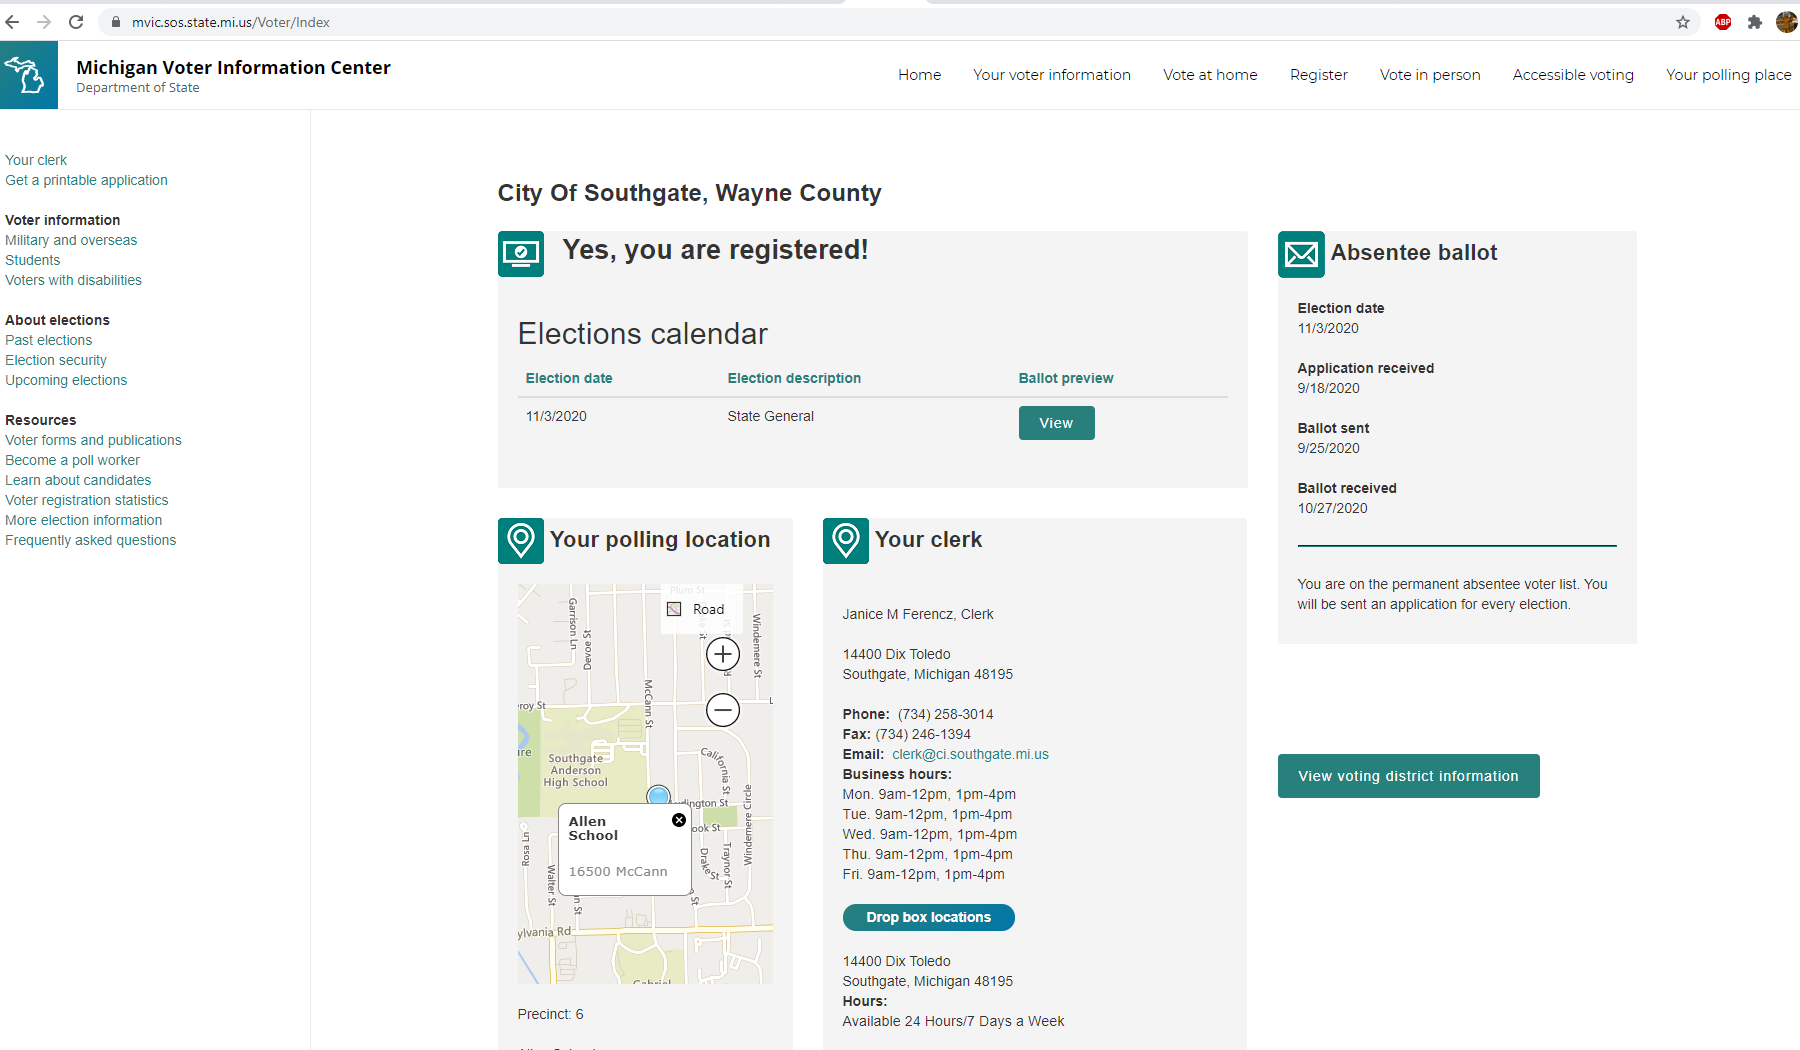 mvic.sos.state.mi.us/Voter/Index
ABP
Michigan Voter Information Center
Department of State
Home
Your voter information
Vote at home
Register
Vote in person
Accessible voting
Your polling place
Your clerk
Get a printable application
Voter information
Military and overseas
Students
Voters with disabilities
About elections
Past elections
Election security
Upcoming elections
Resources
Voter forms and publications
Become a poll worker
Learn about candidates
Voter registration statistics
More election information
Frequently asked questions
City Of Southgate, Wayne County
Yes, you are registered!
Elections calendar
Election date Election description Ballot preview
11/3/2020 State General View
Absentee ballot
Election date
11/3/2020
Application received
9/18/2020
Ballot sent
9/25/2020
Ballot received
10/27/2020
You are on the permanent absentee voter list. You
will be sent an application for every election.
View voting district information
Your polling location
Plum St
Road
Garrison Ln
Devoe St
Windemere St
McCann St
roy St
California St
Southgate
Anderson
High School
Windemere Circle
dington St
ook St
Drake St
Traynor St
Rosa Ln
Walter St
Allen
School
16500 McCann
n St
St
ylvania Rd
Gabriel
Precinct: 6
Your clerk
Janice M Ferencz, Clerk
14400 Dix Toledo
Southgate, Michigan 48195
Phone: (734) 258-3014
Fax: (734) 246-1394
Email: clerk@ci.southgate.mi.us
Business hours:
Mon. 9am-12pm, 1pm-4pm
Tue. 9am-12pm, 1pm-4pm
Wed. 9am-12pm, 1pm-4pm
Thu. 9am-12pm, 1pm-4pm
Fri. 9am-12pm, 1pm-4pm
Drop box locations
14400 Dix Toledo
Southgate, Michigan 48195
Hours:
Available 24 Hours/7 Days a Week